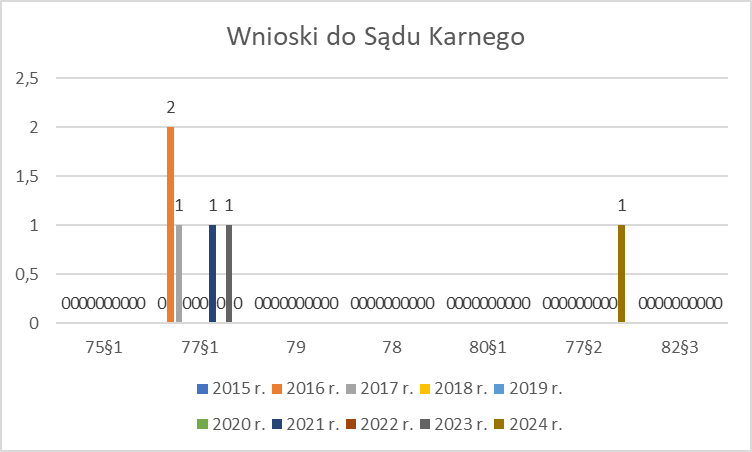 Wnioski do Sądu Karnego
2,5
2
2
1,5
1 1 1 1
1
0,5
0000000000 0 0000 0 0 0000000000 0000000000 0000000000 000000000 0000000000
0
75§1 77§1 79 78 80§1 77§2 82§3
2015 r. 2016 r. 2017 r. 2018 r. 2019 r.
2020 r. 2021 r. 2022 r. 2023 r. 2024 r.